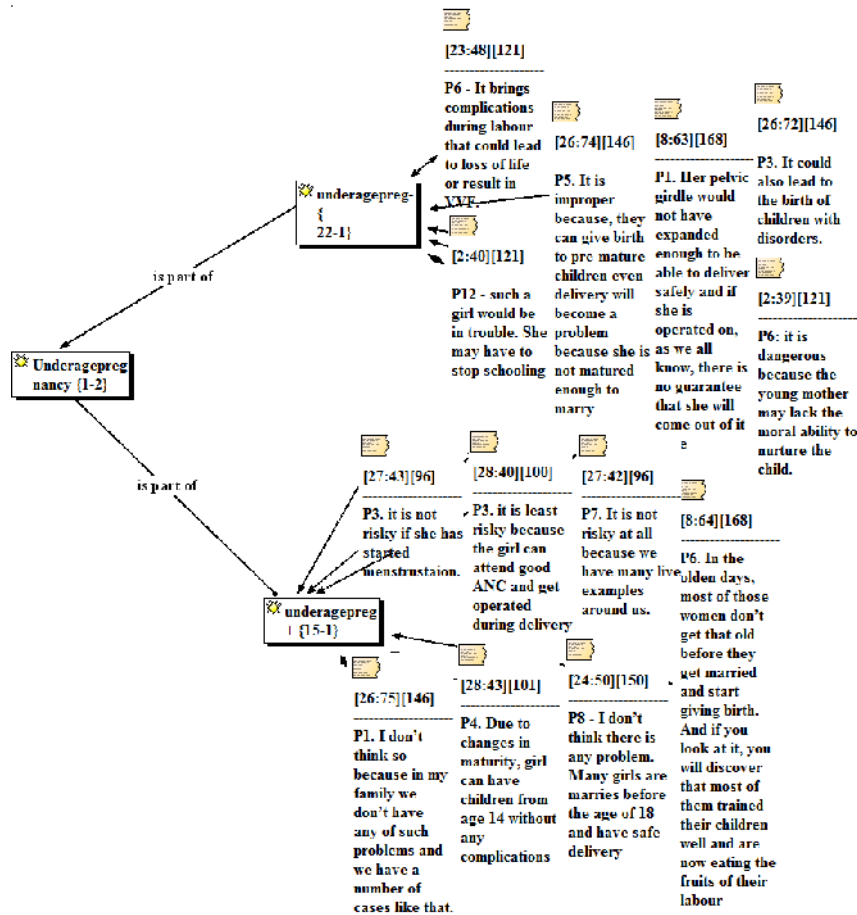 [23:48][121]
--------------------
P6 - It brings
complications
during labour
that could lead
to loss of life
or result in
VVF.
[26:74][146]
--------------------
P5. It is
improper
because, they
can give birth
to pre mature
children even
delivery will
become a
problem
because she is
not matured
enough to
marry
[8:63][168]
--------------------
P1. Her pelvic
girdle would
not have
expanded
enough to be
able to deliver
safely and if
she is
operated on,
as we all
know, there is
no guarantee
that she will
come out of it
e
[26:72][146]
--------------------
P3. It could
also lead to
the birth of
children with
disorders.
[2:40][121]
--------------------
P12 - such a
girl would be
in trouble. She
may have to
stop schooling
[2:39][121]
--------------------
P6: it is
dangerous
because the
young mother
may lack the
moral ability to
nurture the
child.
underagepreg-
{
22-1}
is part of
Underagepreg
nancy {1-2}
is part of
underagepreg
+ {15-1}
[27:43][96]
--------------------
P3. it is not
risky if she has
started
menstrustaion.
[28:40][100]
--------------------
P3. it is least
risky because
the girl can
attend good
ANC and get
operated
during delivery
[27:42][96]
--------------------
P7. It is not
risky at all
because we
have many live
examples
around us.
[8:64][168]
--------------------
P6. In the
olden days,
most of those
women don't
get that old
before they
get married
and start
giving birth.
And if you
look at it, you
will discover
that most of
them trained
their children
well and are
now eating the
fruits of their
labour
[26:75][146]
--------------------
P1. I don't
think so
because in my
family we
don't have
any of such
problems and
we have a
number of
cases like that.
[28:43][101]
--------------------
P4. Due to
changes in
maturity, girl
can have
children from
age 14 without
any
complications
[24:50][150]
--------------------
P8 - I don't
think there is
any problem.
Many girls are
marries before
the age of 18
and have safe
delivery